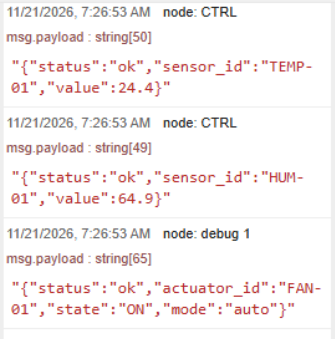 11/21/2026, 7:26:53 AM node: CTRL
msg.payload : string[50]
"{"status":"ok","sensor_id":"TEMP-
01","value":24.4}"
11/21/2026, 7:26:53 AM node: CTRL
msg.payload : string[49]
"{"status":"ok","sensor_id":"HUM-
01","value":64.9}"
11/21/2026, 7:26:53 AM node: debug 1
msg.payload : string[65]
"{"status":"ok","actuator_id":"FAN-
01","state":"ON","mode":"auto"}"